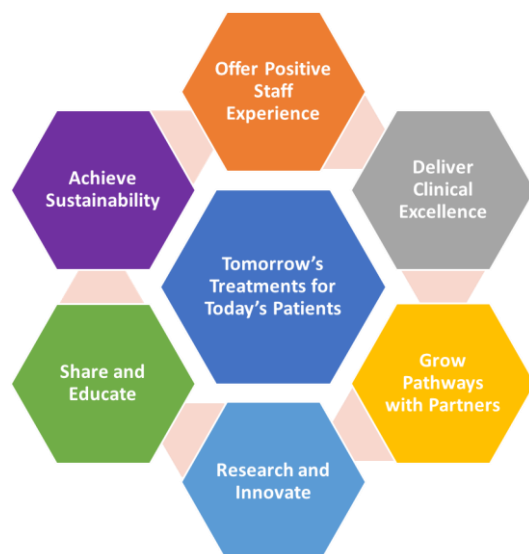 Offer Positive
Staff
Experience
Achieve
Sustainability
Deliver
Clinical
Excellence
Tomorrow's
Treatments for
Today's Patients
Share and
Educate
Grow
Pathways
with Partners
Research and
Innovate